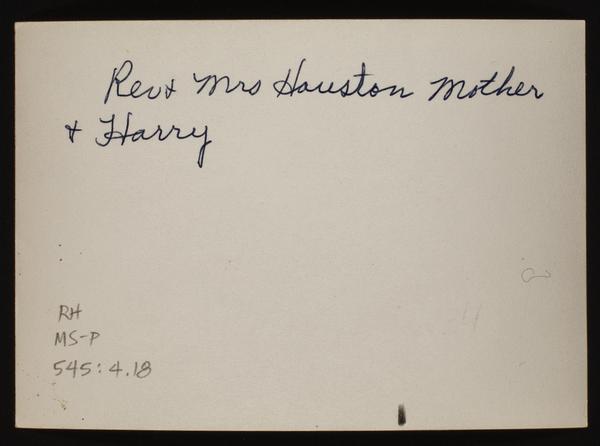 Rev & Mrs Houston Mother
& Harry
RH
MS-P
545:4.18